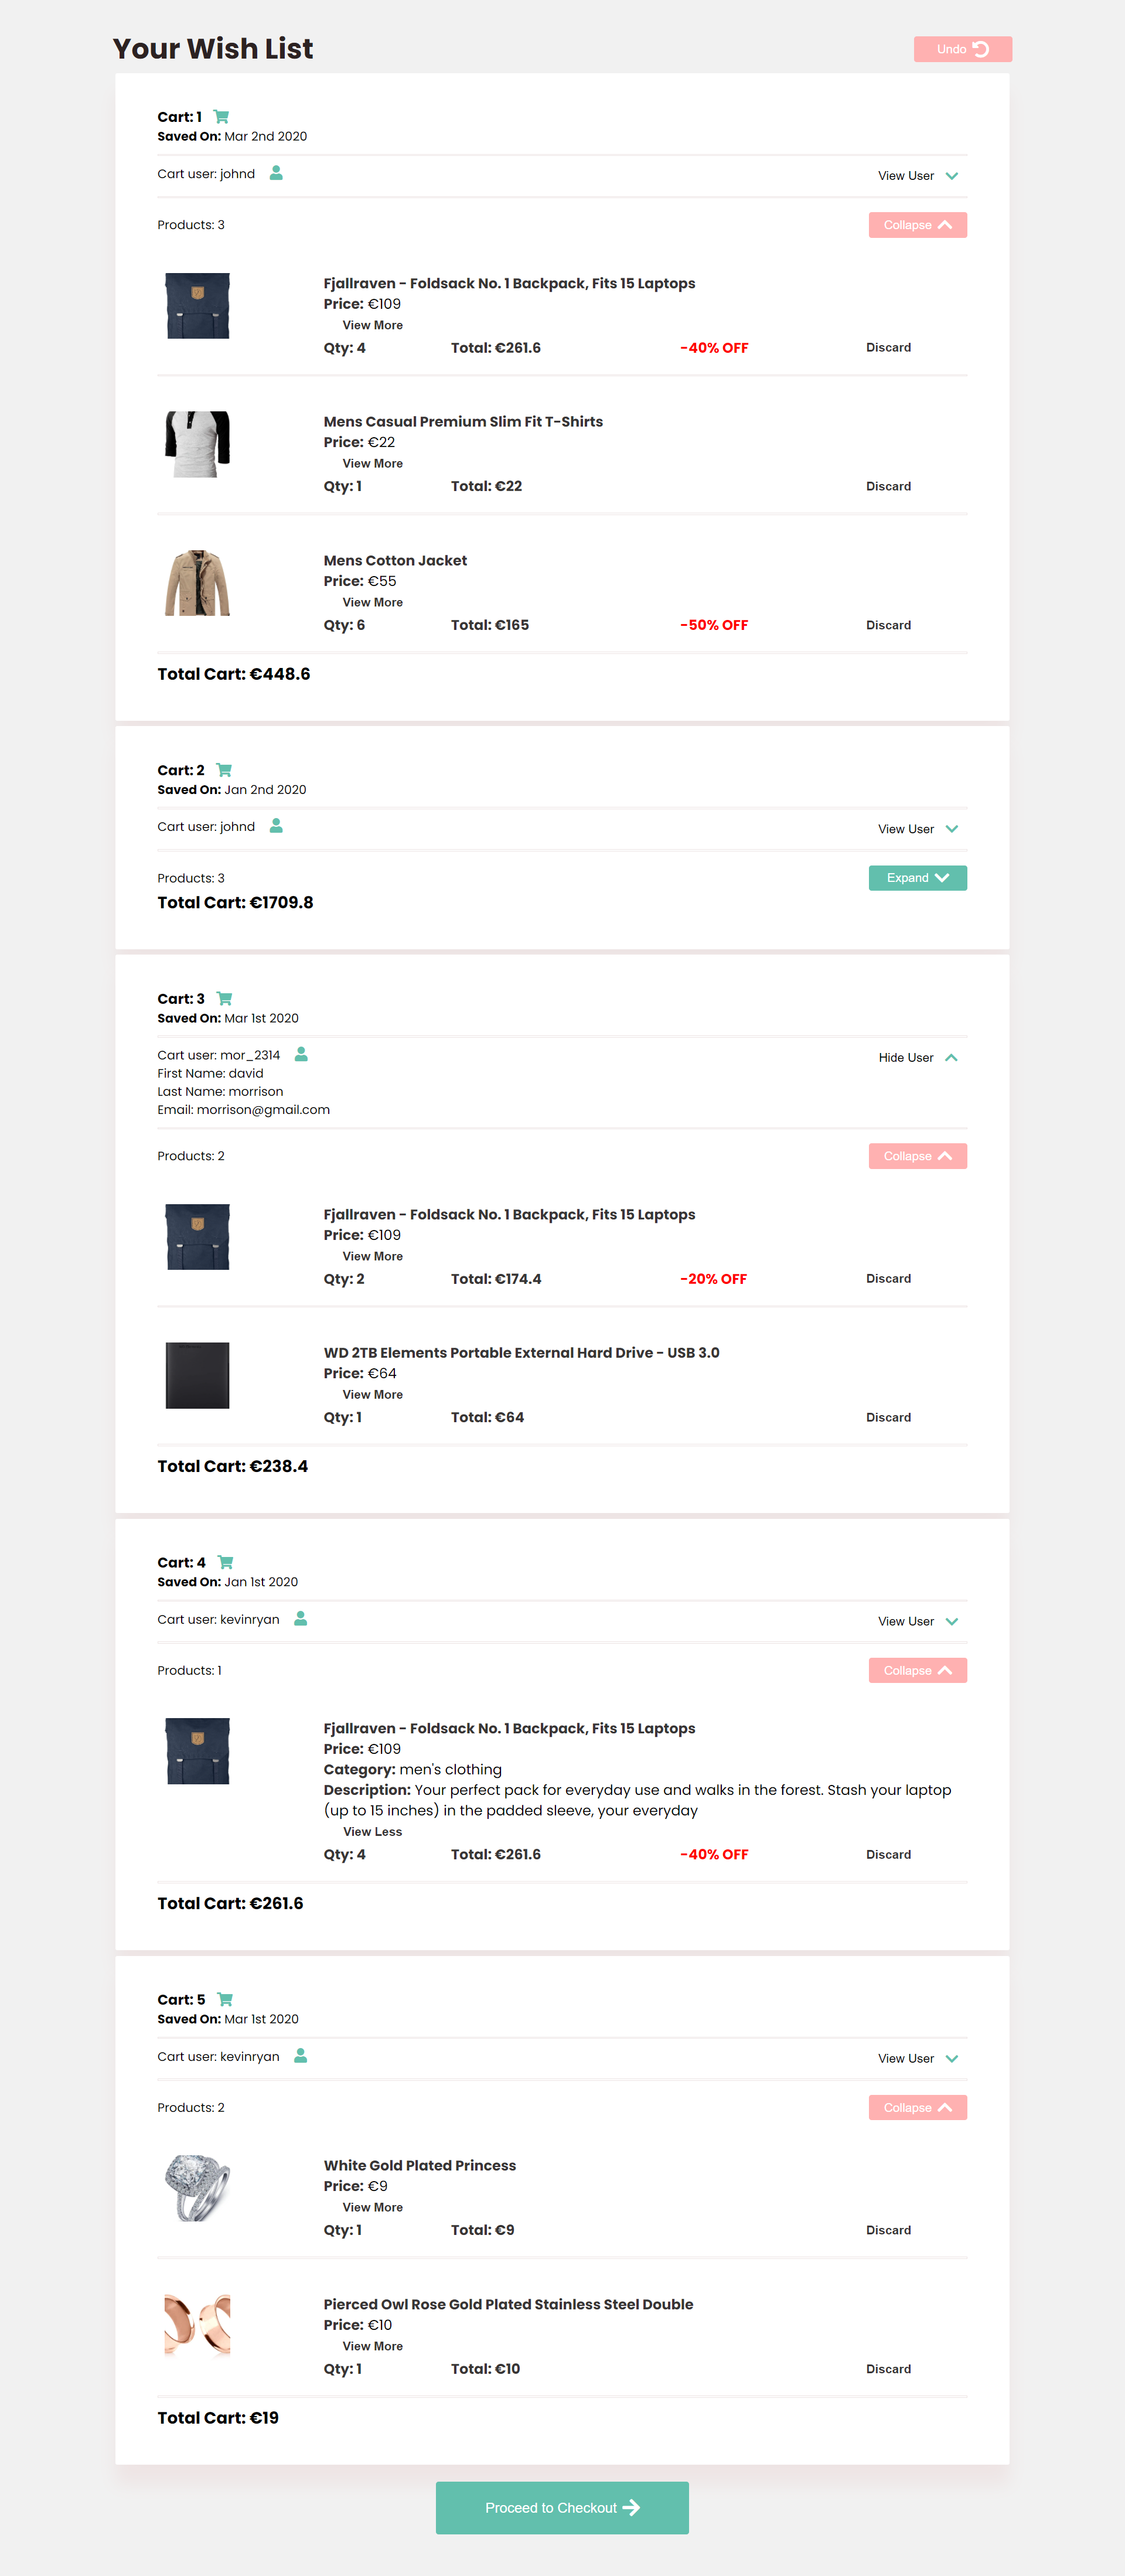 Your Wish List
Undo
Cart: 1
Saved On: Mar 2nd 2020
Cart user: johnd
View User
Products: 3
Collapse
Fjallraven - Foldsack No. 1 Backpack, Fits 15 Laptops
Price: €109
View More
Qty: 4 Total: €261.6 -40% OFF Discard
Mens Casual Premium Slim Fit T-Shirts
Price: €22
View More
Qty: 1 Total: €22 Discard
Mens Cotton Jacket
Price: €55
View More
Qty: 6 Total: €165 -50% OFF Discard
Total Cart: €448.6
Cart: 2
Saved On: Jan 2nd 2020
Cart user: johnd
View User
Products: 3
Expand
Total Cart: €1709.8
Cart: 3
Saved On: Mar 1st 2020
Cart user: mor_2314
Hide User
First Name: david
Last Name: morrison
Email: morrison@gmail.com
Products: 2
Collapse
Fjallraven - Foldsack No. 1 Backpack, Fits 15 Laptops
Price: €109
View More
Qty: 2 Total: €174.4 -20% OFF Discard
WD 2TB Elements Portable External Hard Drive - USB 3.0
Price: €64
View More
Qty: 1 Total: €64 Discard
Total Cart: €238.4
Cart: 4
Saved On: Jan 1st 2020
Cart user: kevinryan
View User
Products: 1
Collapse
Fjallraven - Foldsack No. 1 Backpack, Fits 15 Laptops
Price: €109
Category: men's clothing
Description: Your perfect pack for everyday use and walks in the forest. Stash your laptop
(up to 15 inches) in the padded sleeve, your everyday
View Less
Qty: 4 Total: €261.6 -40% OFF Discard
Total Cart: €261.6
Cart: 5
Saved On: Mar 1st 2020
Cart user: kevinryan
View User
Products: 2
Collapse
White Gold Plated Princess
Price: €9
View More
Qty: 1 Total: €9 Discard
Pierced Owl Rose Gold Plated Stainless Steel Double
Price: €10
View More
Qty: 1 Total: €10 Discard
Total Cart: €19
Proceed to Checkout